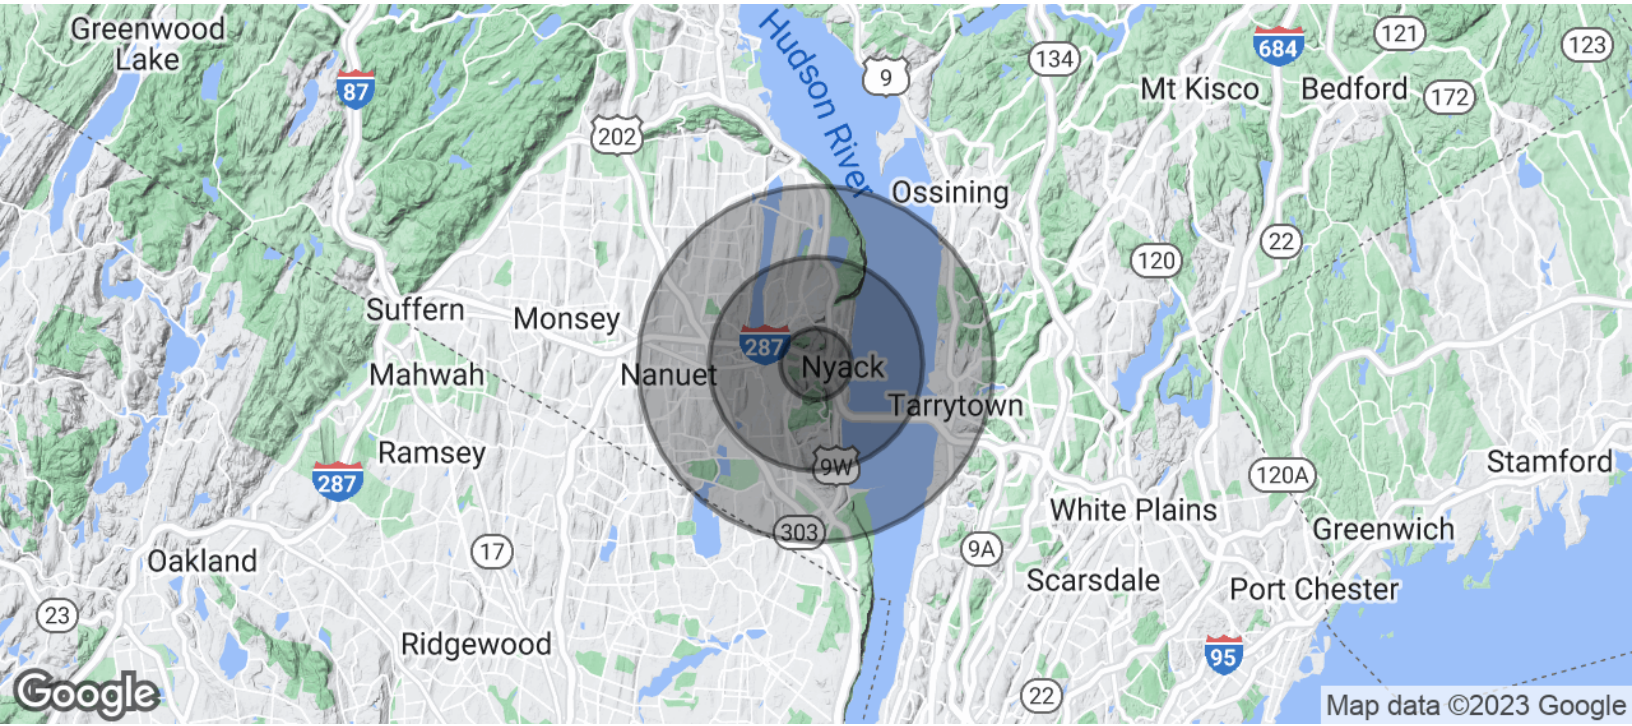 Greenwood
Lake
87
202
Hudson River
9
134
684
121
123
Mt Kisco
Bedford
172
Ossining
22
120
Suffern
Monsey
287
Nyack
Nanuet
Mahwah
Tarrytown
Ramsey
287
9W
120A
Stamford
White Plains
303
Greenwich
17
9A
Oakland
Scarsdale
Port Chester
23
Ridgewood
95
22
Google
Map data ©2023 Google